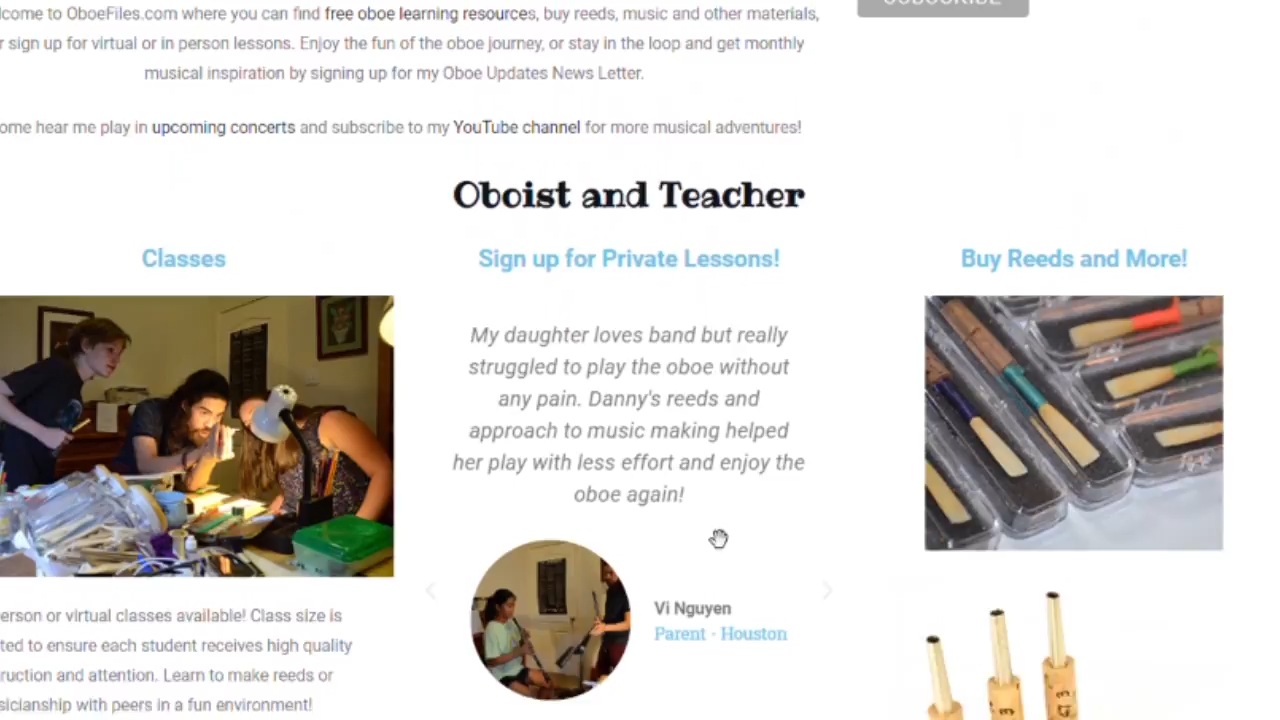 lcome to OboeFiles.com where you can find free oboe learning resources, buy reeds, music and other materials,
r sign up for virtual or in person lessons. Enjoy the fun of the oboe journey, or stay in the loop and get monthly
musical inspiration by signing up for my Oboe Updates News Letter.
ome hear me play in upcoming concerts and subscribe to my YouTube channel for more musical adventures!
SUBSCRIBE
Oboist and Teacher
Classes
erson or virtual classes available! Class size is
ted to ensure each student receives high quality
ruction and attention. Learn to make reeds or
sicianship with peers in a fun environment!
Sign up for Private Lessons!
My daughter loves band but really
struggled to play the oboe without
any pain. Danny's reeds and
approach to music making helped
her play with less effort and enjoy the
oboe again!
Vi Nguyen
Parent · Houston
Buy Reeds and More!